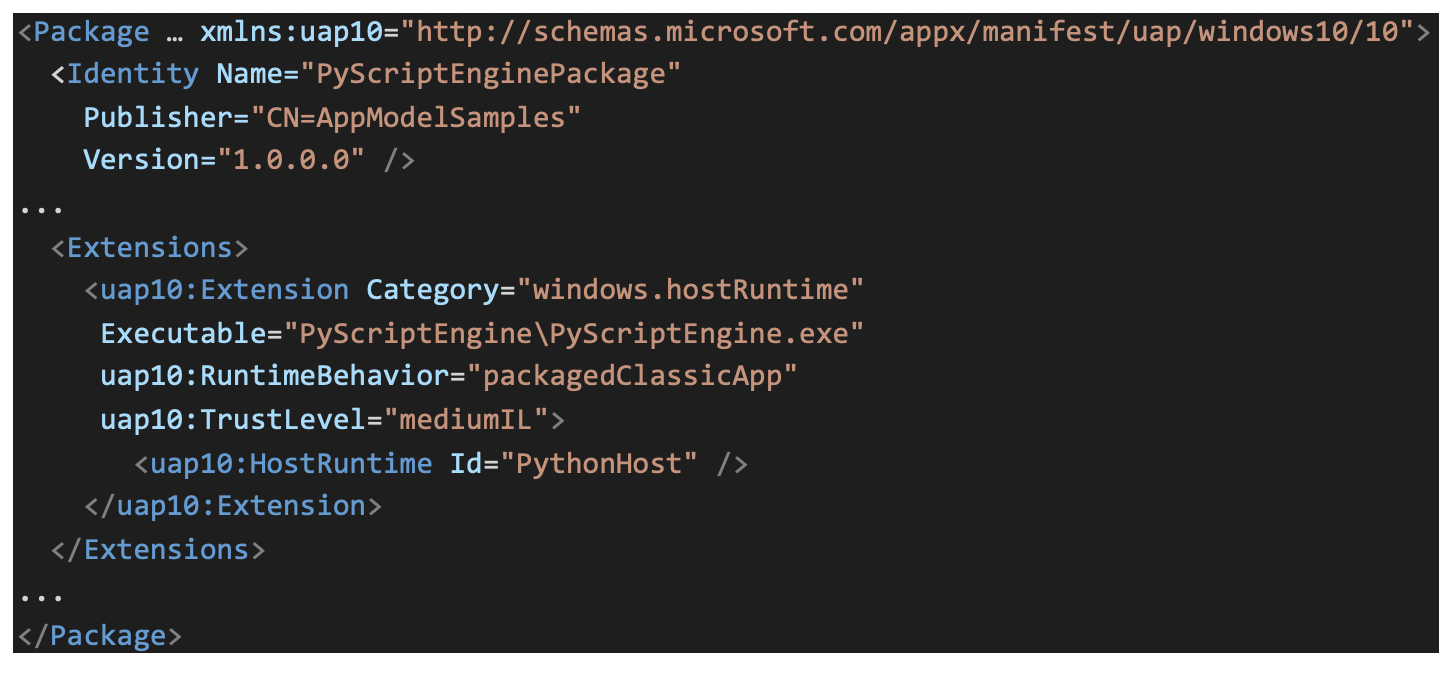 <Package … xmlns:uap10="http://schemas.microsoft.com/appx/manifest/uap/windows10/10">
<Identity Name="PyScriptEnginePackage"
Publisher="CN=AppModelSamples"
Version="1.0.0.0" />
...
<Extensions>
<uap10:Extension Category="windows.hostRuntime"
Executable="PyScriptEngine\PyScriptEngine.exe"
uap10:RuntimeBehavior="packagedClassicApp"
uap10:TrustLevel="mediumIL">
<uap10:HostRuntime Id="PythonHost" />
</uap10:Extension>
</Extensions>
...
</Package>